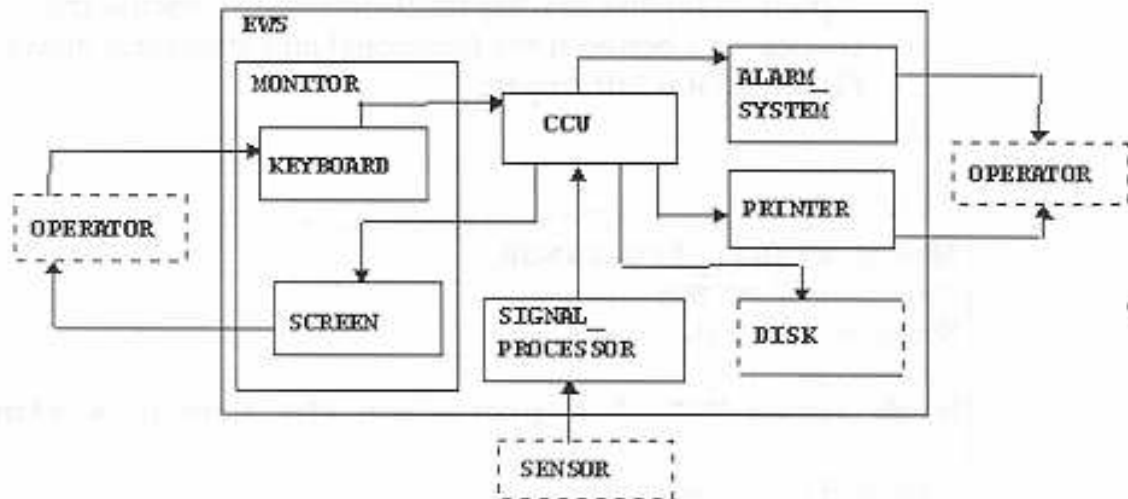 EWS
MONITOR
ALARM_
SYSTEM
CCU
KEYBOARD
OPERATOR
OPERATOR
PRINTER
SCREEN
SIGNAL_
PROCESSOR
DISK
SENSOR